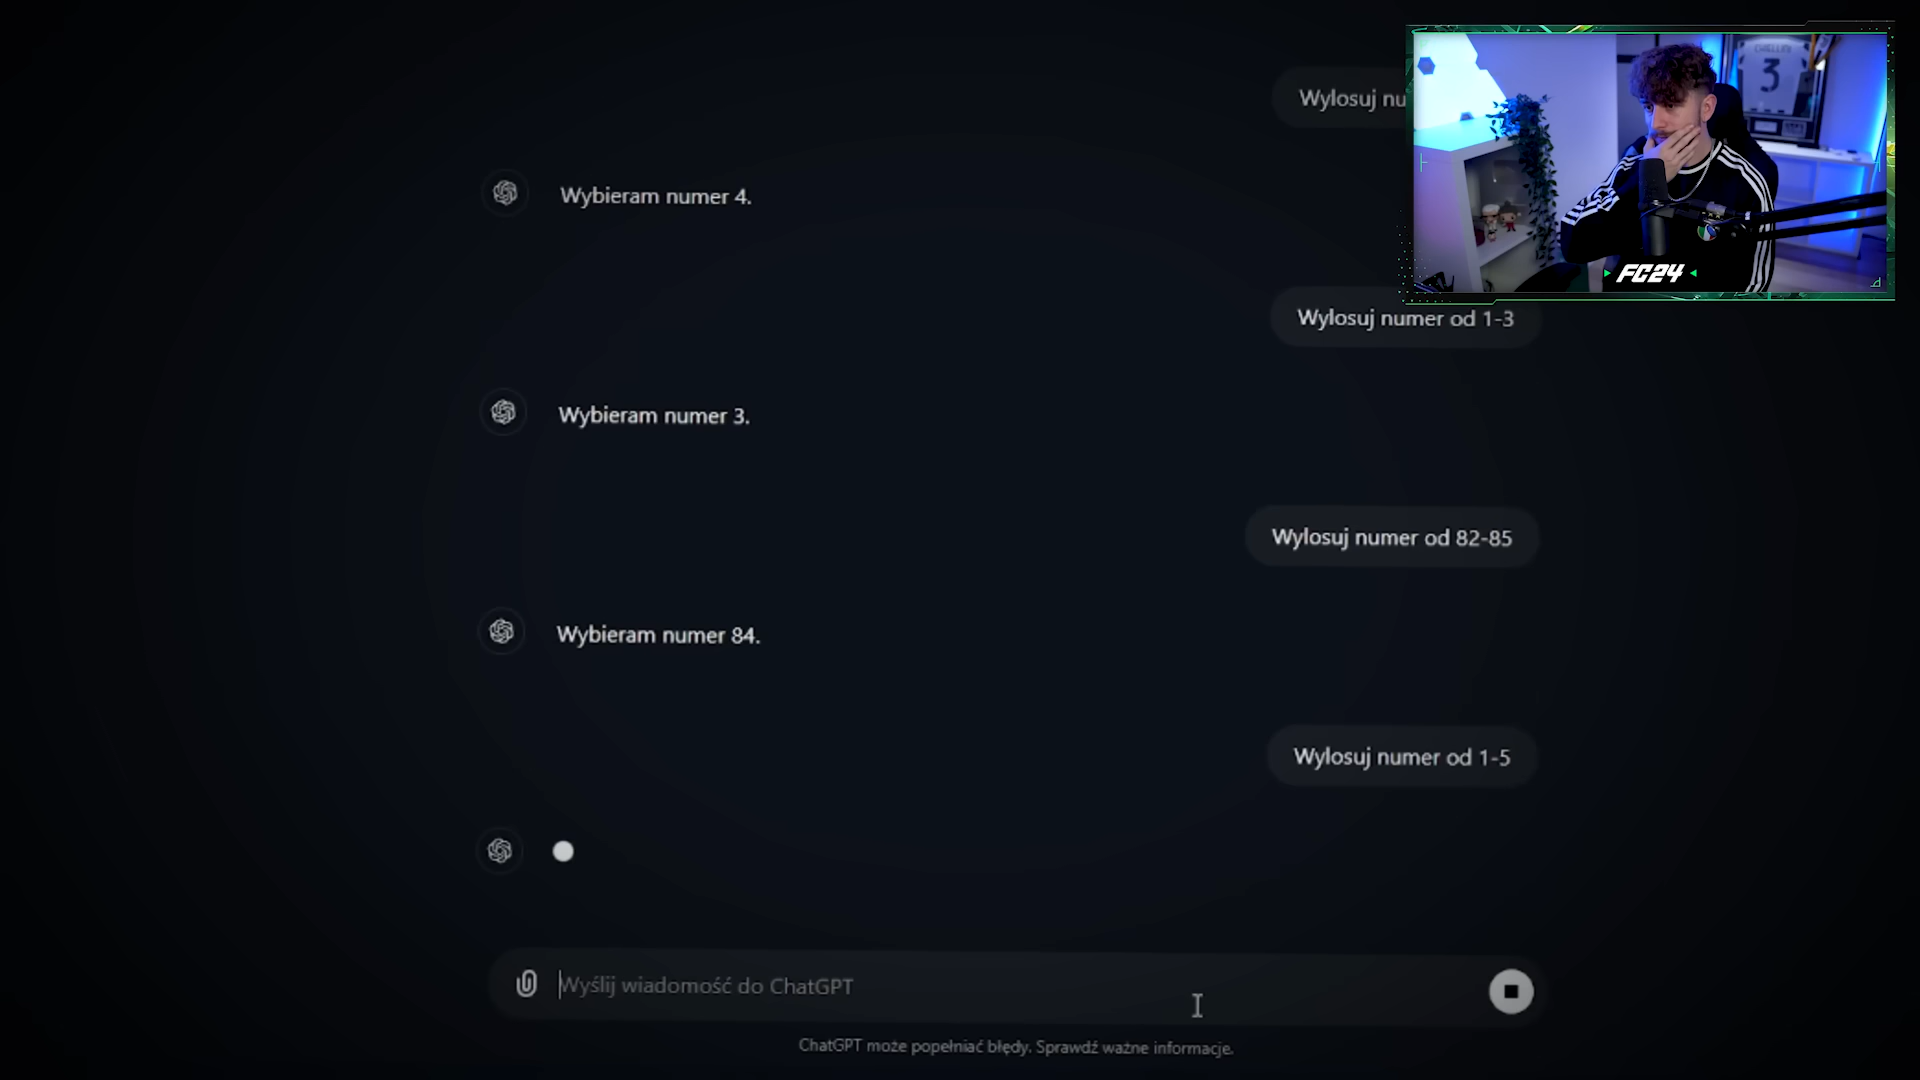 Wylosuj nu
Wybieram numer 4.
Wylosuj numer od 1-3
Wybieram numer 3.
Wylosuj numer od 82-85
Wybieram numer 84.
Wylosuj numer od 1-5
Wyślij wiadomość do ChatGPT
ChatGPT może popełniać błędy. Sprawdź ważne informacje.
3
FC24